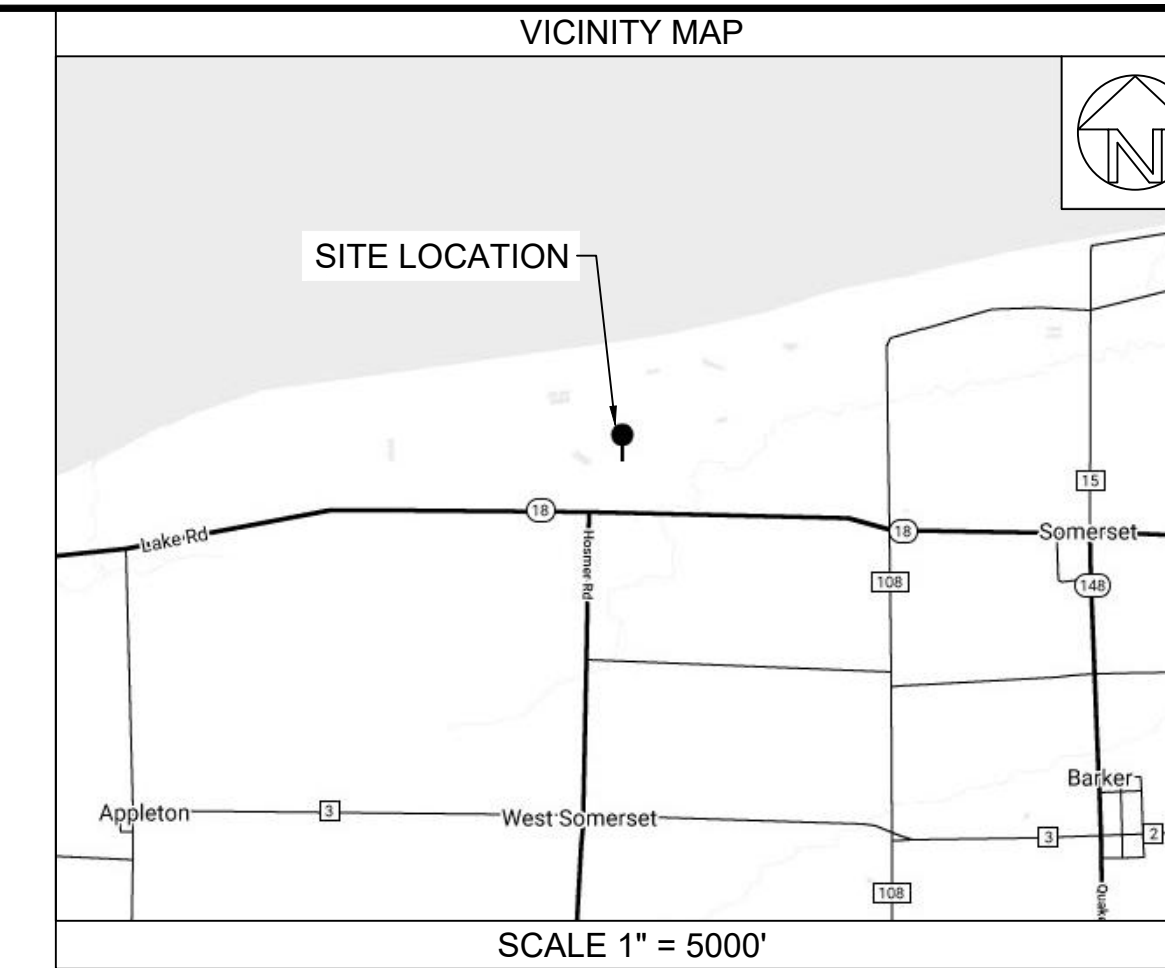 VICINITY MAP
N
SITE LOCATION
15
18
Lake Rd
18
Somerset
Hosmer Rd
108
148
Barker
Appleton
3
West Somerset
3
2
108
Quake
SCALE 1" = 5000'